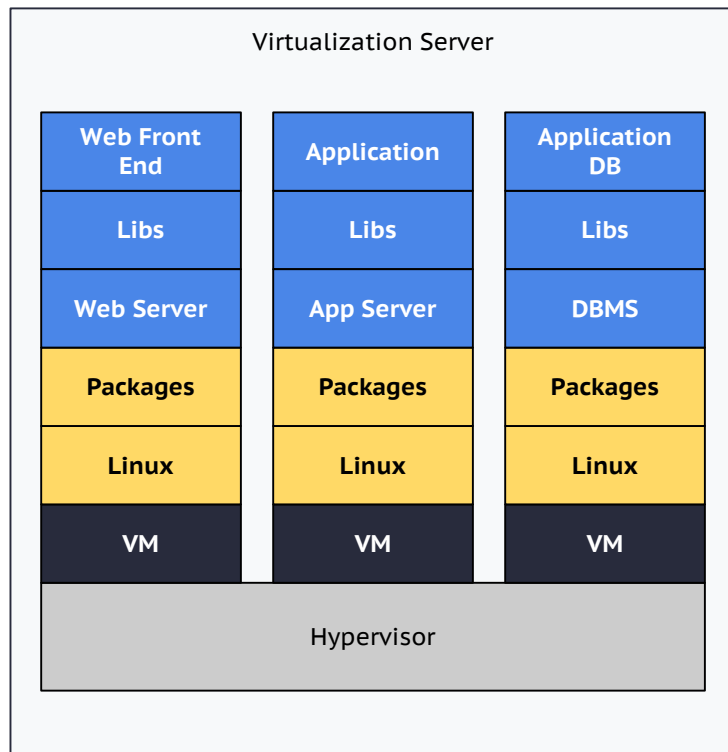 Virtualization Server
Web Front
End
Application
Application
DB
Libs
Libs
Libs
Web Server
App Server
DBMS
Packages
Packages
Packages
Linux
Linux
Linux
VM
VM
VM
Hypervisor